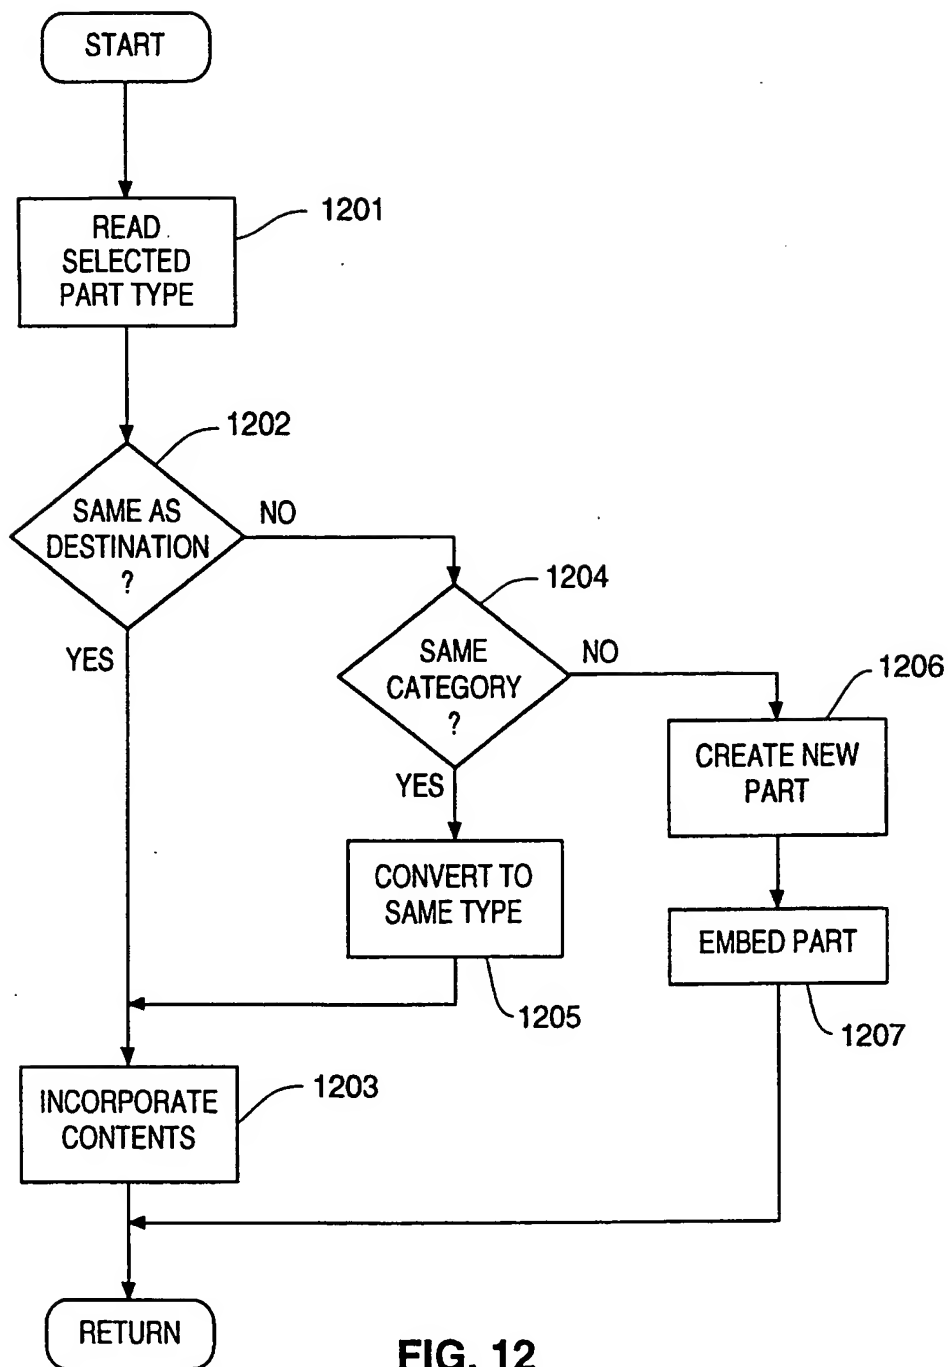 START
READ
SELECTED
PART TYPE
1201
1202
SAME AS
DESTINATION
?
NO
YES
1204
SAME
CATEGORY
?
NO
YES
1206
CREATE NEW
PART
CONVERT TO
SAME TYPE
1205
EMBED PART
1207
INCORPORATE
CONTENTS
1203
RETURN
FIG. 12